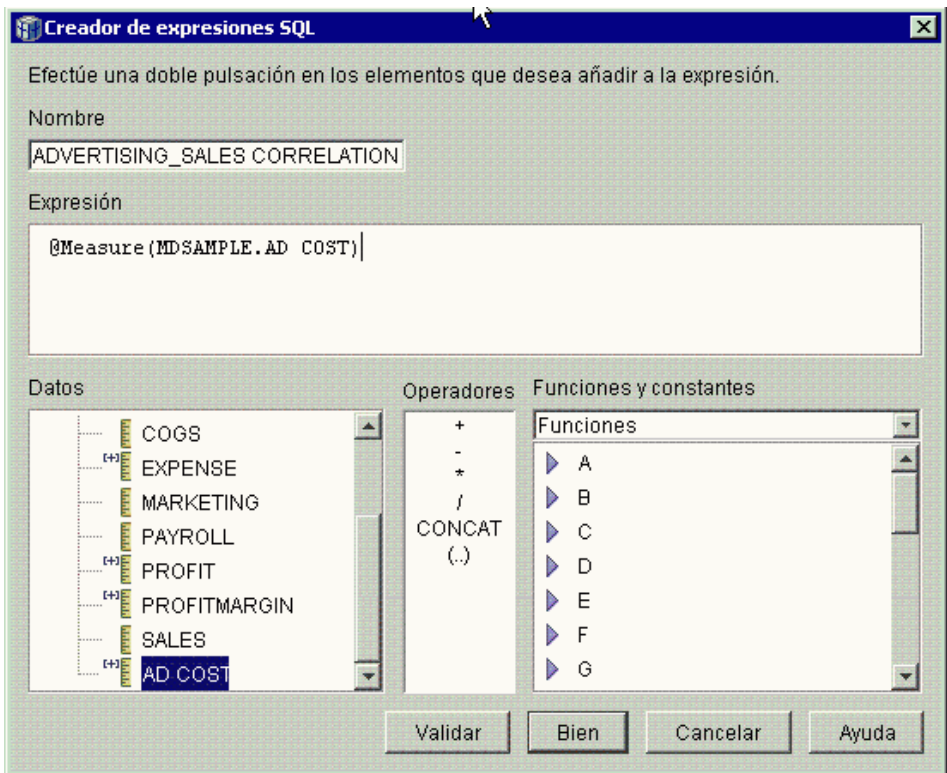 Creador de expresiones SQL
Efectúe una doble pulsación en los elementos que desea añadir a la expresión.
Nombre
ADVERTISING_SALES CORRELATION
Expresión
@Measure(MDSAMPLE.AD COST)
Datos
COGS
EXPENSE
MARKETING
PAYROLL
PROFIT
PROFITMARGIN
SALES
AD COST
Operadores
+
-
*
/
CONCAT
(..)
Funciones y constantes
Funciones
A
B
C
D
E
F
G
Validar
Bien
Cancelar
Ayuda